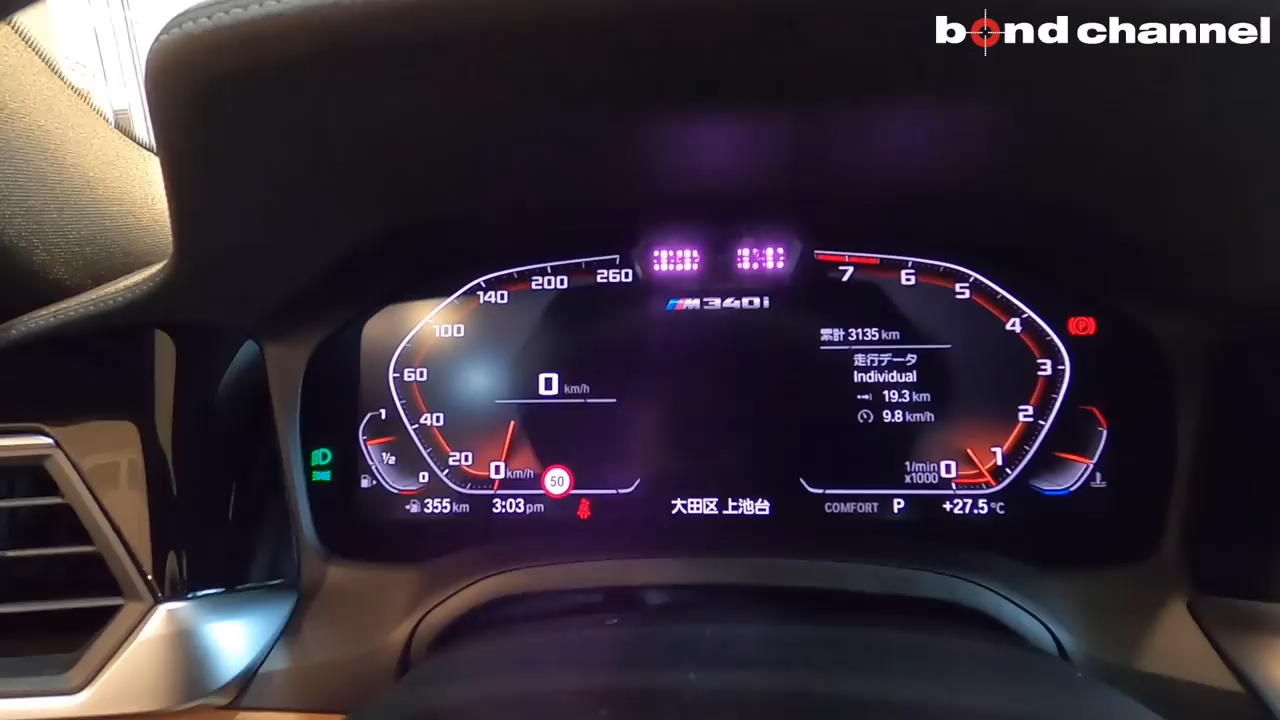 bond channel
260
200
140
100
60
40
20
0 km/h
0 km/h
50
1
1/2
0
355 km
3:03 pm
M340i
7
6
5
4
3
2
1
0
1/min
x1000
累計 3135 km
走行データ
Individual
19.3 km
9.8 km/h
大田区 上池台
COMFORT P
+27.5 °C
(P)